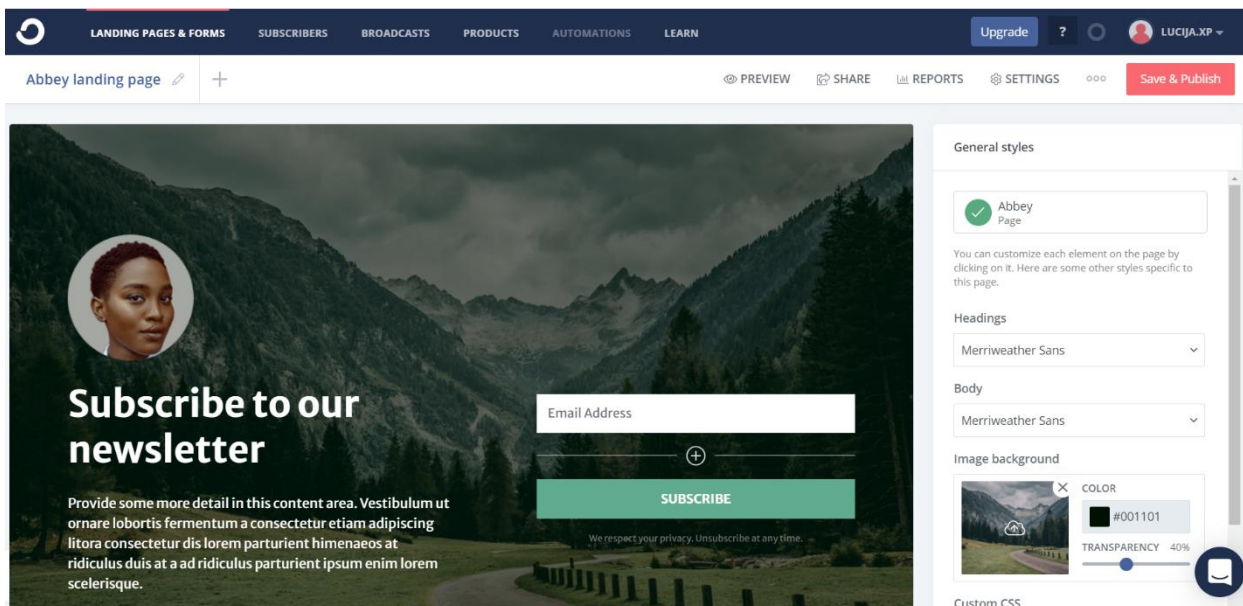 LANDING PAGES & FORMS SUBSCRIBERS BROADCASTS PRODUCTS AUTOMATIONS LEARN Upgrade ? LUCIJA.XP
Abbey landing page PREVIEW SHARE REPORTS SETTINGS Save & Publish
General styles
Abbey
Page
You can customize each element on the page by
clicking on it. Here are some other styles specific to
this page.
Headings
Merriweather Sans
Body
Merriweather Sans
Image background
COLOR
#001101
TRANSPARENCY 40%
Custom CSS
Subscribe to our
newsletter
Provide some more detail in this content area. Vestibulum ut
ornare lobortis fermentum a consectetur etiam adipiscing
litora consectetur dis lorem parturient himenaeos at
ridiculus duis at a ad ridiculus parturient ipsum enim lorem
scelerisque.
Email Address
SUBSCRIBE
We respect your privacy. Unsubscribe at any time.